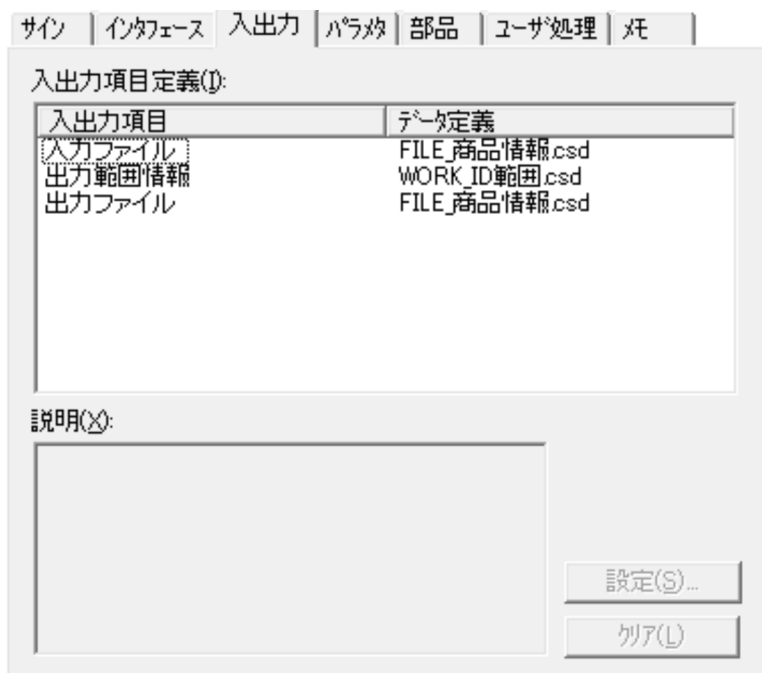 サイン インタフェース 入出力 パラメタ 部品 ユーザ処理 メモ
入出力項目定義(I):
入出力項目 データ定義
入力ファイル FILE_商品情報.csd
出力範囲情報 WORK_ID範囲.csd
出力ファイル FILE_商品情報.csd
説明(X):
設定(S)...
クリア(L)